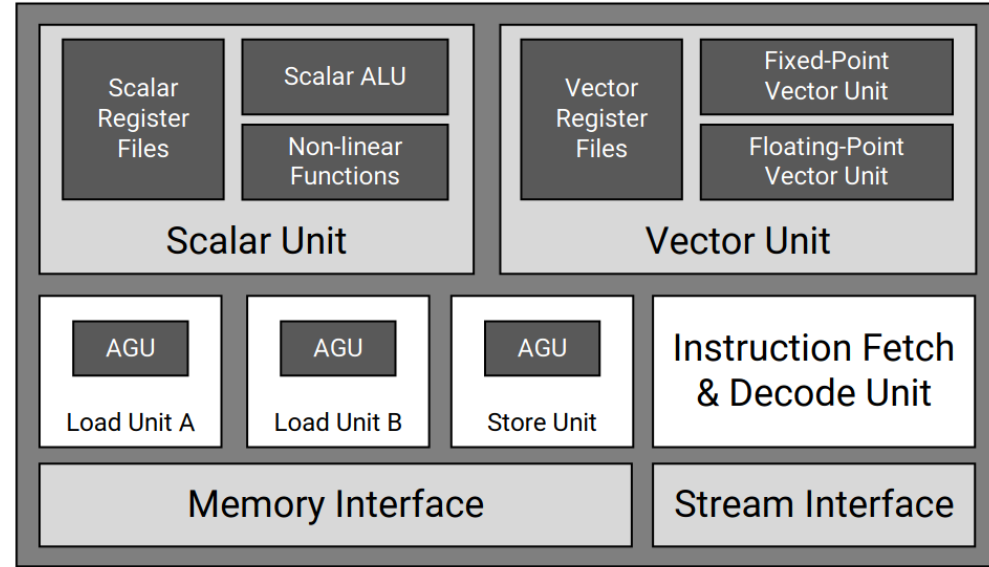 Scalar
Register
Files
Scalar ALU
Non-linear
Functions
Scalar Unit
Vector
Register
Files
Fixed-Point
Vector Unit
Floating-Point
Vector Unit
Vector Unit
AGU
Load Unit A
AGU
Load Unit B
AGU
Store Unit
Instruction Fetch
& Decode Unit
Memory Interface
Stream Interface